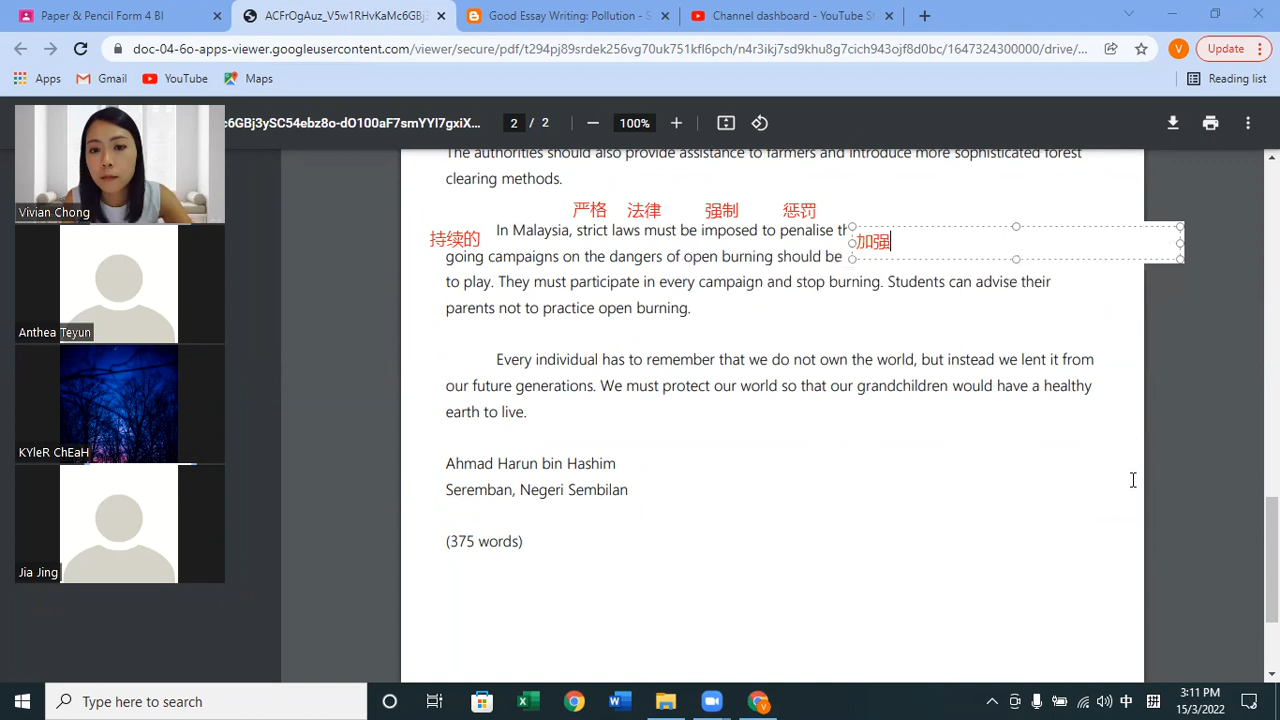 Paper & Pencil Form 4 BI
ACFrOgAuz_V5w1RHvKaMc6GBj3
Good Essay Writing: Pollution - S
Channel dashboard - YouTube St
doc-04-6o-apps-viewer.googleusercontent.com/viewer/secure/pdf/t294pj89srdek256vg70uk751kfl6pch/n4r3ikj7sd9khu8g7cich943ojf8d0bc/1647324300000/drive/...
V
Update
Apps
Gmail
YouTube
Maps
Reading list
c6GBj3ySC54ebz8o-dO100aF7smYYI7gxiX...
2 / 2
100%
The authorities should also provide assistance to farmers and introduce more sophisticated forest
clearing methods.
严格 法律 强制 惩罚
In Malaysia, strict laws must be imposed to penalise th
持续的
加强
going campaigns on the dangers of open burning should be
to play. They must participate in every campaign and stop burning. Students can advise their
parents not to practice open burning.
Every individual has to remember that we do not own the world, but instead we lent it from
our future generations. We must protect our world so that our grandchildren would have a healthy
earth to live.
Ahmad Harun bin Hashim
Seremban, Negeri Sembilan
(375 words)
Vivian Chong
Anthea Teyun
KYleR ChEaH
Jia Jing
Type here to search
中
拼
3:11 PM
15/3/2022